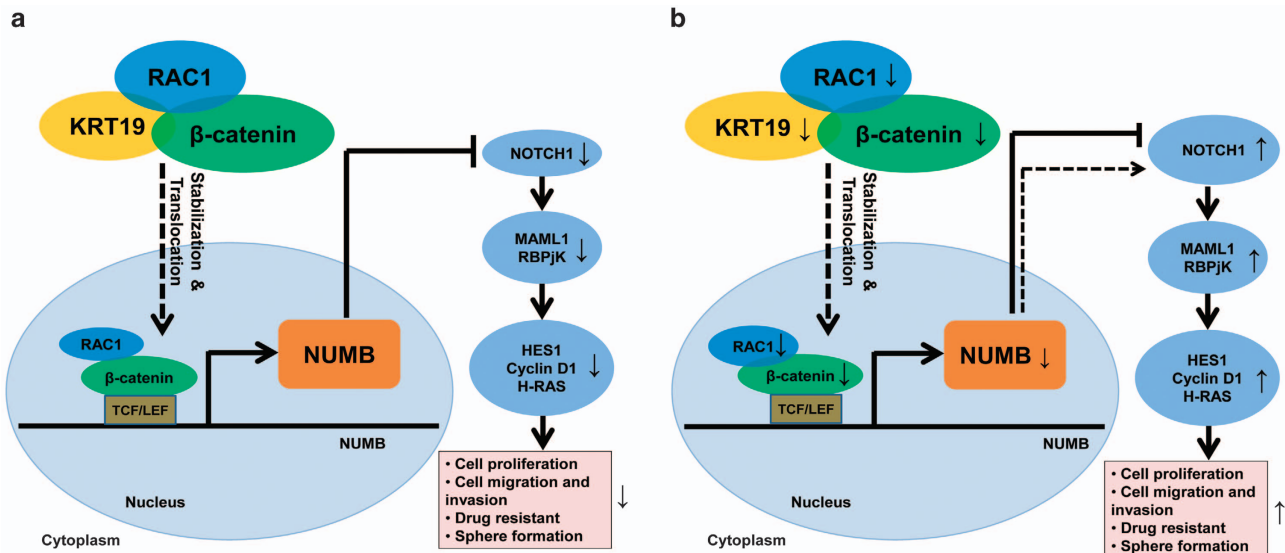 a
RAC1
KRT19
β-catenin
Stabilization &
Translocation
NOTCH1 ↓
MAML1
RBPjK ↓
HES1
Cyclin D1 ↓
H-RAS
RAC1
β-catenin
TCF/LEF
NUMB
NUMB
Nucleus
Cytoplasm
• Cell proliferation
• Cell migration and
invasion ↓
• Drug resistant
• Sphere formation
b
RAC1 ↓
KRT19 ↓
β-catenin ↓
Stabilization &
Translocation
NOTCH1 ↑
MAML1
RBPjK ↑
HES1
Cyclin D1 ↑
H-RAS
RAC1 ↓
β-catenin ↓
TCF/LEF
NUMB ↓
NUMB
Nucleus
Cytoplasm
• Cell proliferation
• Cell migration and
invasion ↑
• Drug resistant
• Sphere formation